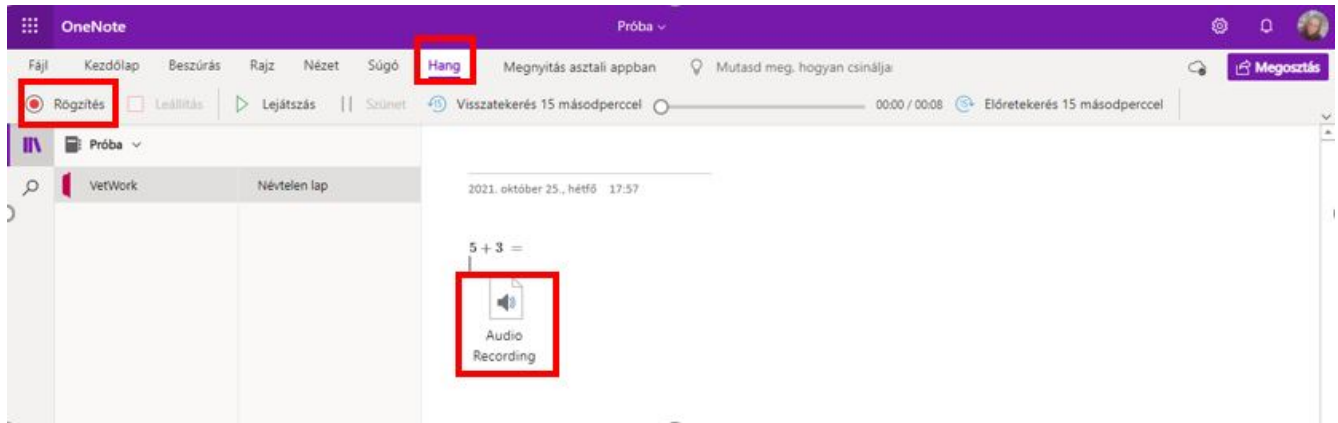 OneNote Próba
Fájl Kezdőlap Beszúrás Rajz Nézet Súgó Hang Megnyitás asztali appban Mutasd meg, hogyan csinálja Megosztás
Rögzítés Leállítás Lejátszás Szünet 15 Visszatekerés 15 másodperccel 00:00 / 00:08 15 Előretekerés 15 másodperccel
Próba
VetWork Névtelen lap
2021. október 25., hétfő 17:57
5 + 3 =
Audio
Recording